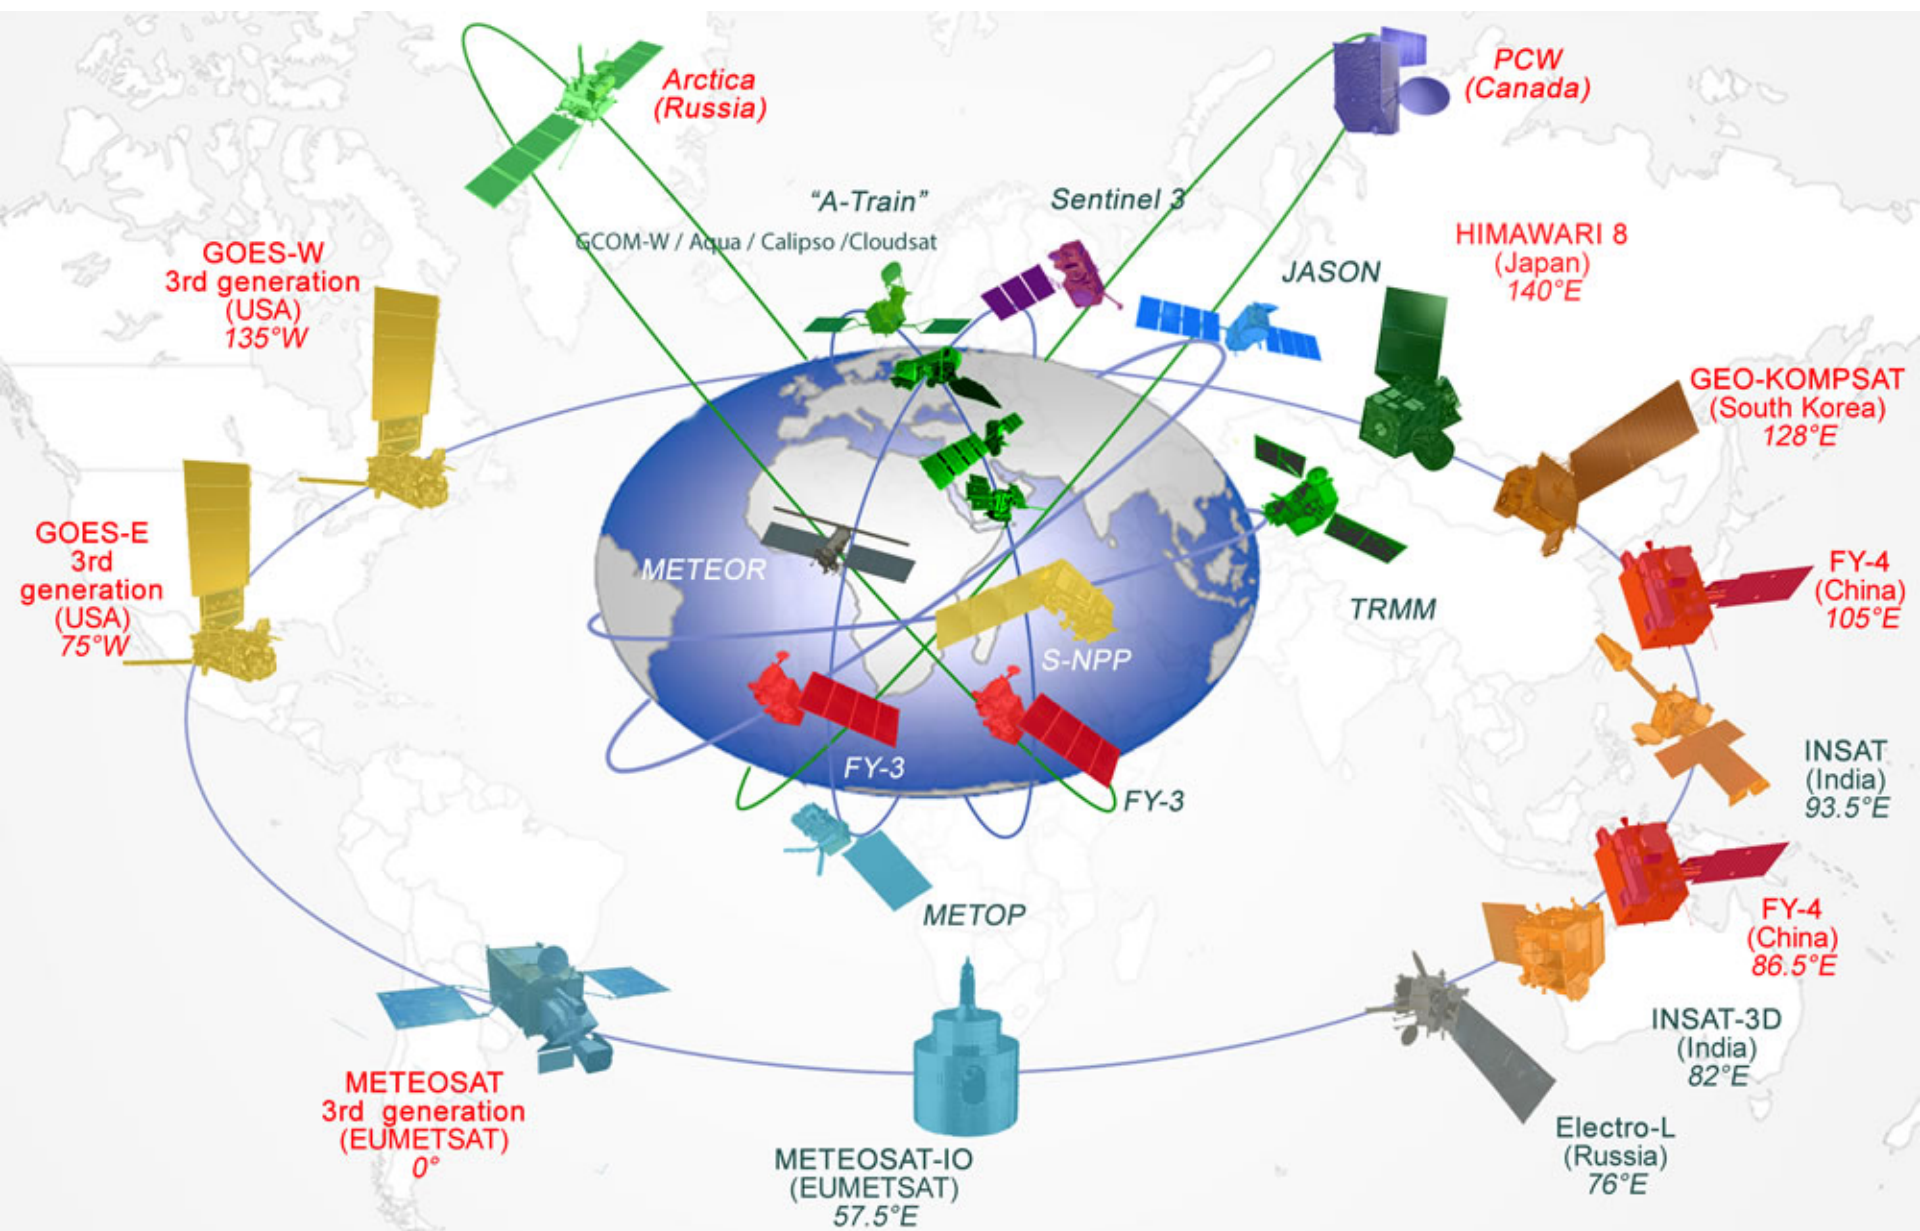 Arctica
(Russia)
PCW
(Canada)
“A-Train”
GCOM-W / Aqua / Calipso /Cloudsat
Sentinel 3
JASON
HIMAWARI 8
(Japan)
140°E
GOES-W
3rd generation
(USA)
135°W
GEO-KOMPSAT
(South Korea)
128°E
GOES-E
3rd
generation
(USA)
75°W
METEOR
TRMM
FY-4
(China)
105°E
S-NPP
FY-3
FY-3
INSAT
(India)
93.5°E
METOP
FY-4
(China)
86.5°E
INSAT-3D
(India)
82°E
METEOSAT
3rd generation
(EUMETSAT)
0°
Electro-L
(Russia)
76°E
METEOSAT-IO
(EUMETSAT)
57.5°E